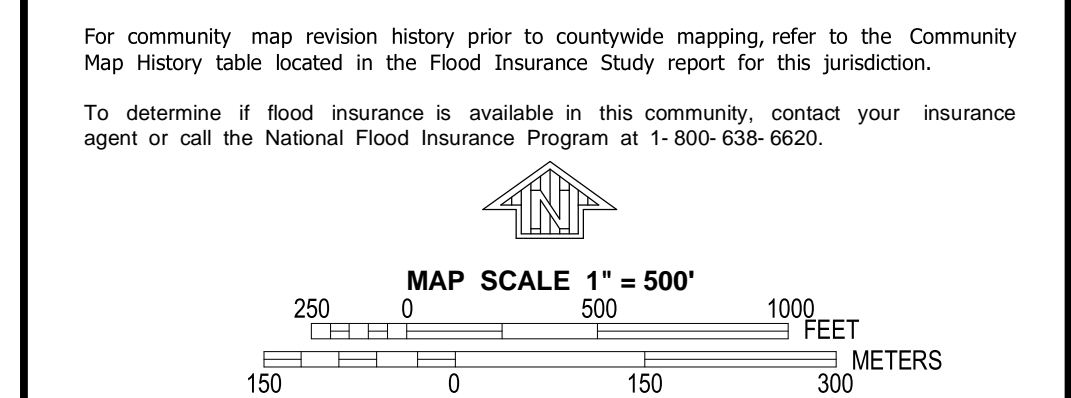 For community map revision history prior to countywide mapping, refer to the Community
Map History table located in the Flood Insurance Study report for this jurisdiction.
To determine if flood insurance is available in this community, contact your insurance
agent or call the National Flood Insurance Program at 1- 800- 638- 6620.
N
MAP SCALE 1" = 500'
250 0 500 1000
FEET
METERS
150 0 150 300